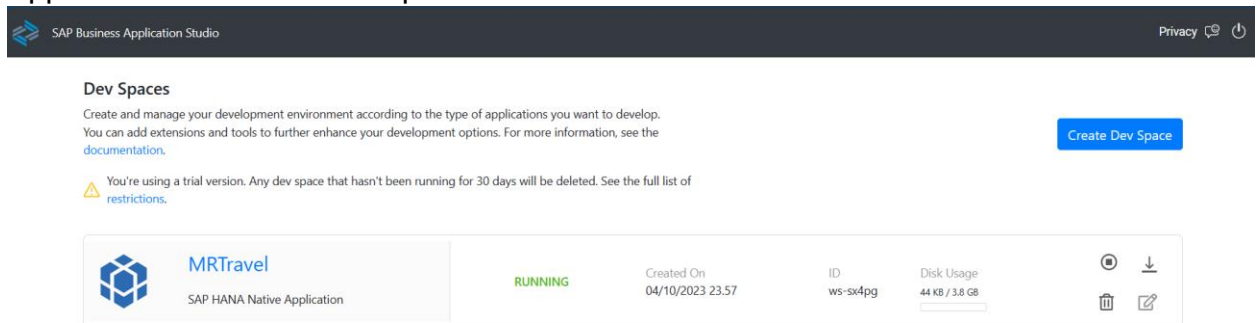 SAP Business Application Studio
Privacy
Dev Spaces
Create and manage your development environment according to the type of applications you want to develop.
You can add extensions and tools to further enhance your development options. For more information, see the
documentation.
Create Dev Space
You're using a trial version. Any dev space that hasn't been running for 30 days will be deleted. See the full list of
restrictions.
MRTravel
SAP HANA Native Application
RUNNING
Created On
04/10/2023 23.57
ID
ws-sx4pg
Disk Usage
44 KB / 3.8 GB